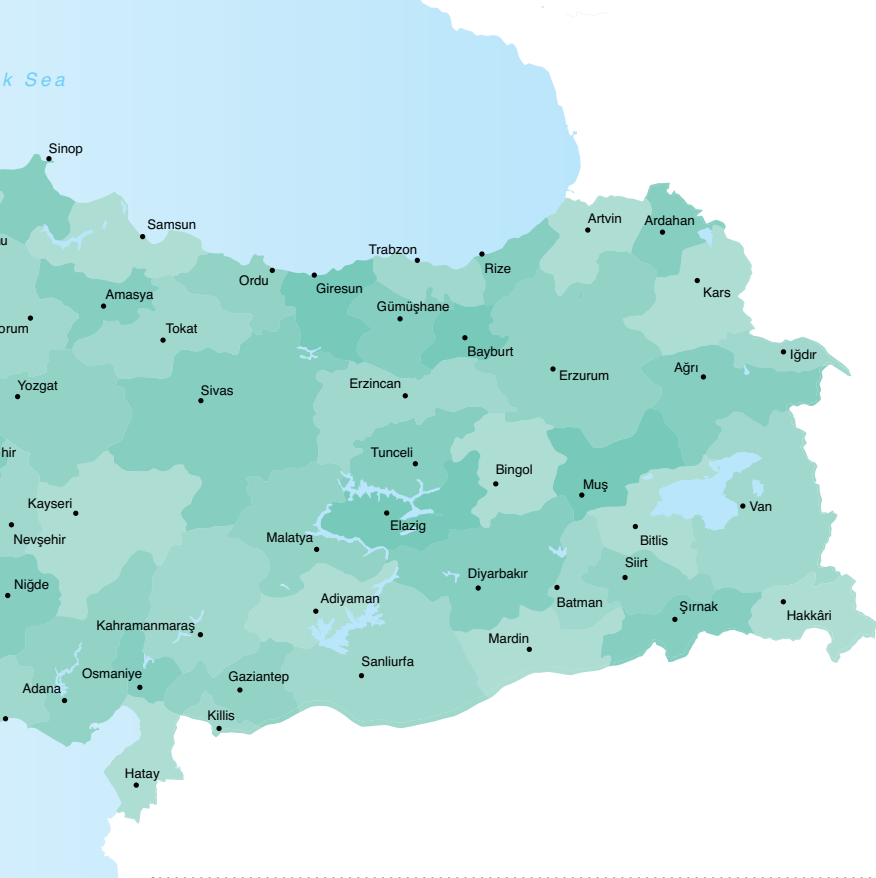 k Sea
Sinop
Samsun
Artvin
Ardahan
u
Trabzon
Rize
Ordu
Giresun
Kars
Amasya
Gümüşhane
orum
Tokat
Bayburt
Iğdır
Ağrı
Erzurum
Yozgat
Sivas
Erzincan
hir
Tunceli
Bingol
Muş
Kayseri
Van
Elazig
Nevşehir
Malatya
Bitlis
Siirt
Diyarbakır
Niğde
Adiyaman
Batman
Şırnak
Hakkâri
Kahramanmaraş
Mardin
Sanliurfa
Osmaniye
Gaziantep
Adana
Killis
Hatay